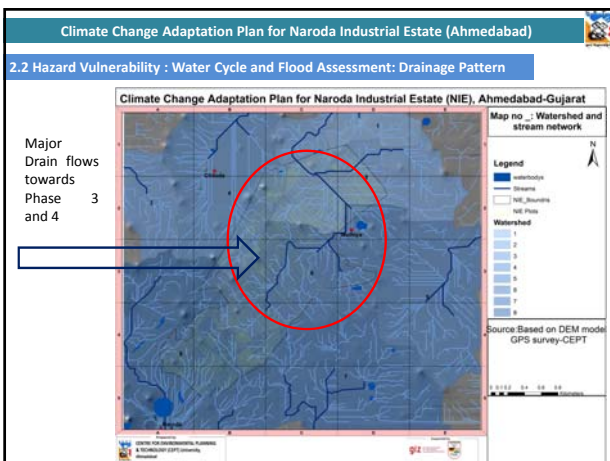 Climate Change Adaptation Plan for Naroda Industrial Estate (Ahmedabad)
2.2 Hazard Vulnerability : Water Cycle and Flood Assessment: Drainage Pattern
Major
Drain flows
towards
Phase 3
and 4
Climate Change Adaptation Plan for Naroda Industrial Estate (NIE), Ahmedabad-Gujarat
Map no _: Watershed and
stream network
N
Legend
waterbodys
Streams
NIE_Boundris
NIE Plots
Watershed
1
2
3
4
5
6
7
8
Source:Based on DEM model
GPS survey-CEPT
CENTRE FOR ENVIRONMENTAL PLANNING
& TECHNOLOGY (CEPT) University,
Ahmedabad
giz